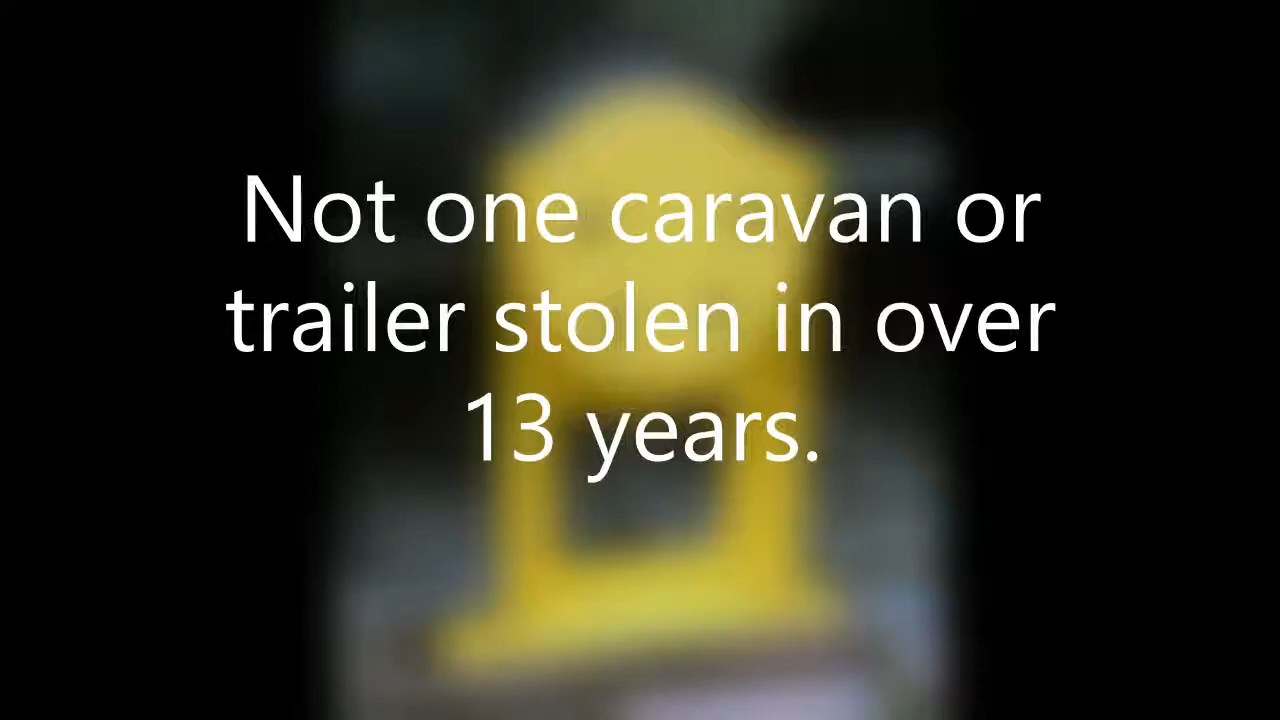 Not one caravan or
trailer stolen in over
13 years.